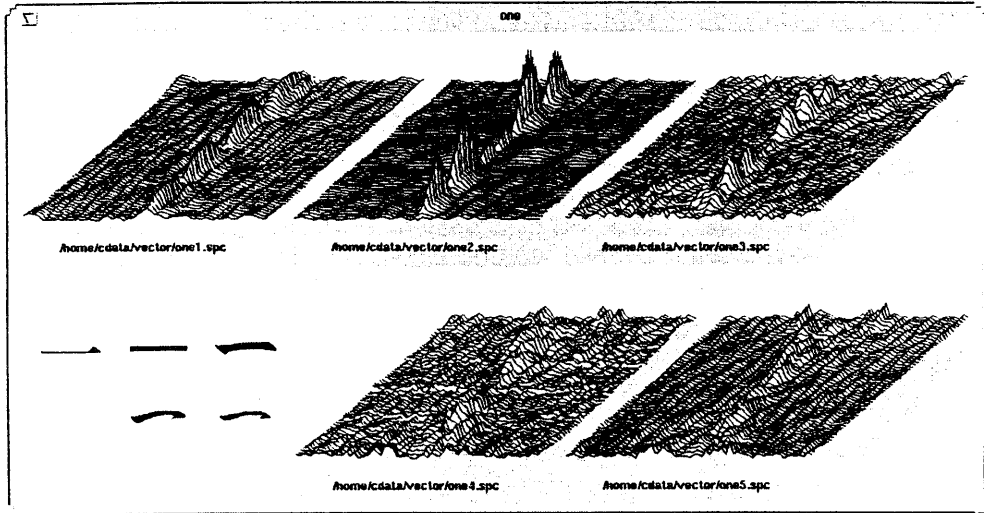 one
/home/cdata/vector/one1.spc
/home/cdata/vector/one2.spc
/home/cdata/vector/one3.spc
/home/cdata/vector/one4.spc
/home/cdata/vector/one5.spc